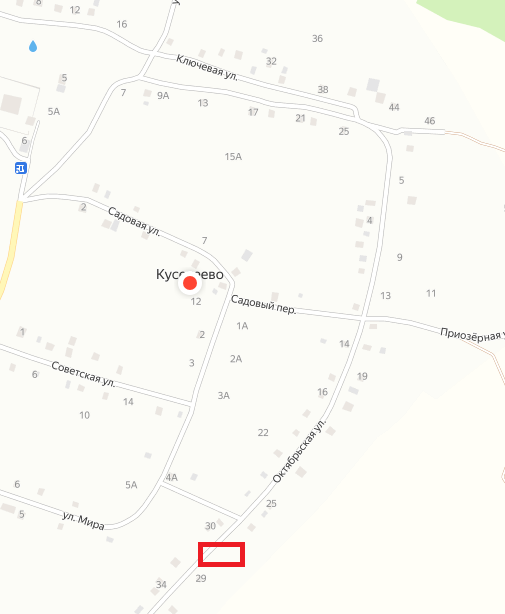 8
12
16
36
Ключевая ул.
32
5
38
7
9А
13
44
5А
17
21
46
25
6
15А
5
2
4
Садовая ул.
7
9
12
13
11
Садовый пер.
1А
1
2
14
Приозёрная
2А
3
Советская ул.
6
19
16
3А
14
10
22
Октябрьская ул.
4А
6
5А
25
5
ул. Мира
30
29
34